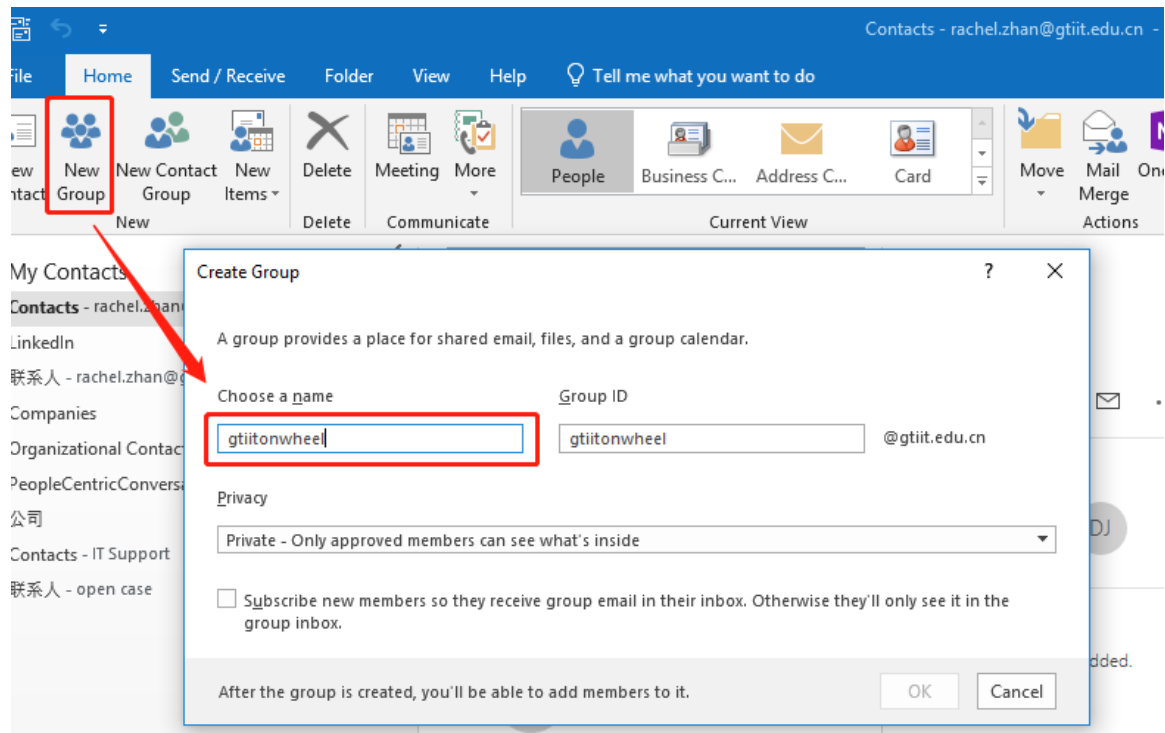 Contacts - rachel.zhan@gtiit.edu.cn -
File Home Send / Receive Folder View Help Tell me what you want to do
New Group
New Contact Group
New Items
Delete
Meeting
More
People
Business C...
Address C...
Card
Move
Mail Merge
New Delete Communicate Current View Actions
My Contacts
Contacts - rachel.zhan
LinkedIn
联系人 - rachel.zhan@g
Companies
Organizational Contac
PeopleCentricConversa
公司
Contacts - IT Support
联系人 - open case
Create Group ?
A group provides a place for shared email, files, and a group calendar.
Choose a name Group ID
gtiitonwheel gtiitonwheel @gtiit.edu.cn
Privacy
Private - Only approved members can see what's inside
Subscribe new members so they receive group email in their inbox. Otherwise they'll only see it in the
group inbox.
After the group is created, you'll be able to add members to it.
OK Cancel
DJ
dded.